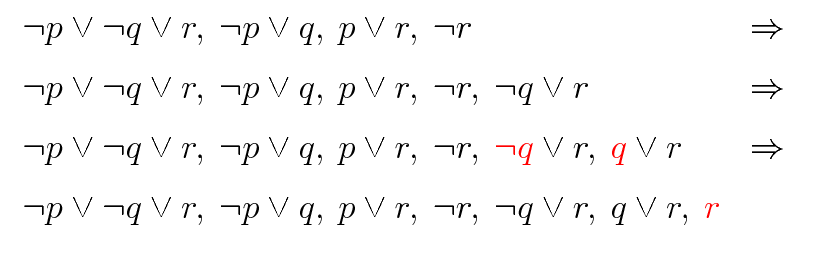 ¬p ∨ ¬q ∨ r, ¬p ∨ q, p ∨ r, ¬r ⇒
¬p ∨ ¬q ∨ r, ¬p ∨ q, p ∨ r, ¬r, ¬q ∨ r ⇒
¬p ∨ ¬q ∨ r, ¬p ∨ q, p ∨ r, ¬r, ¬q ∨ r, q ∨ r ⇒
¬p ∨ ¬q ∨ r, ¬p ∨ q, p ∨ r, ¬r, ¬q ∨ r, q ∨ r, r